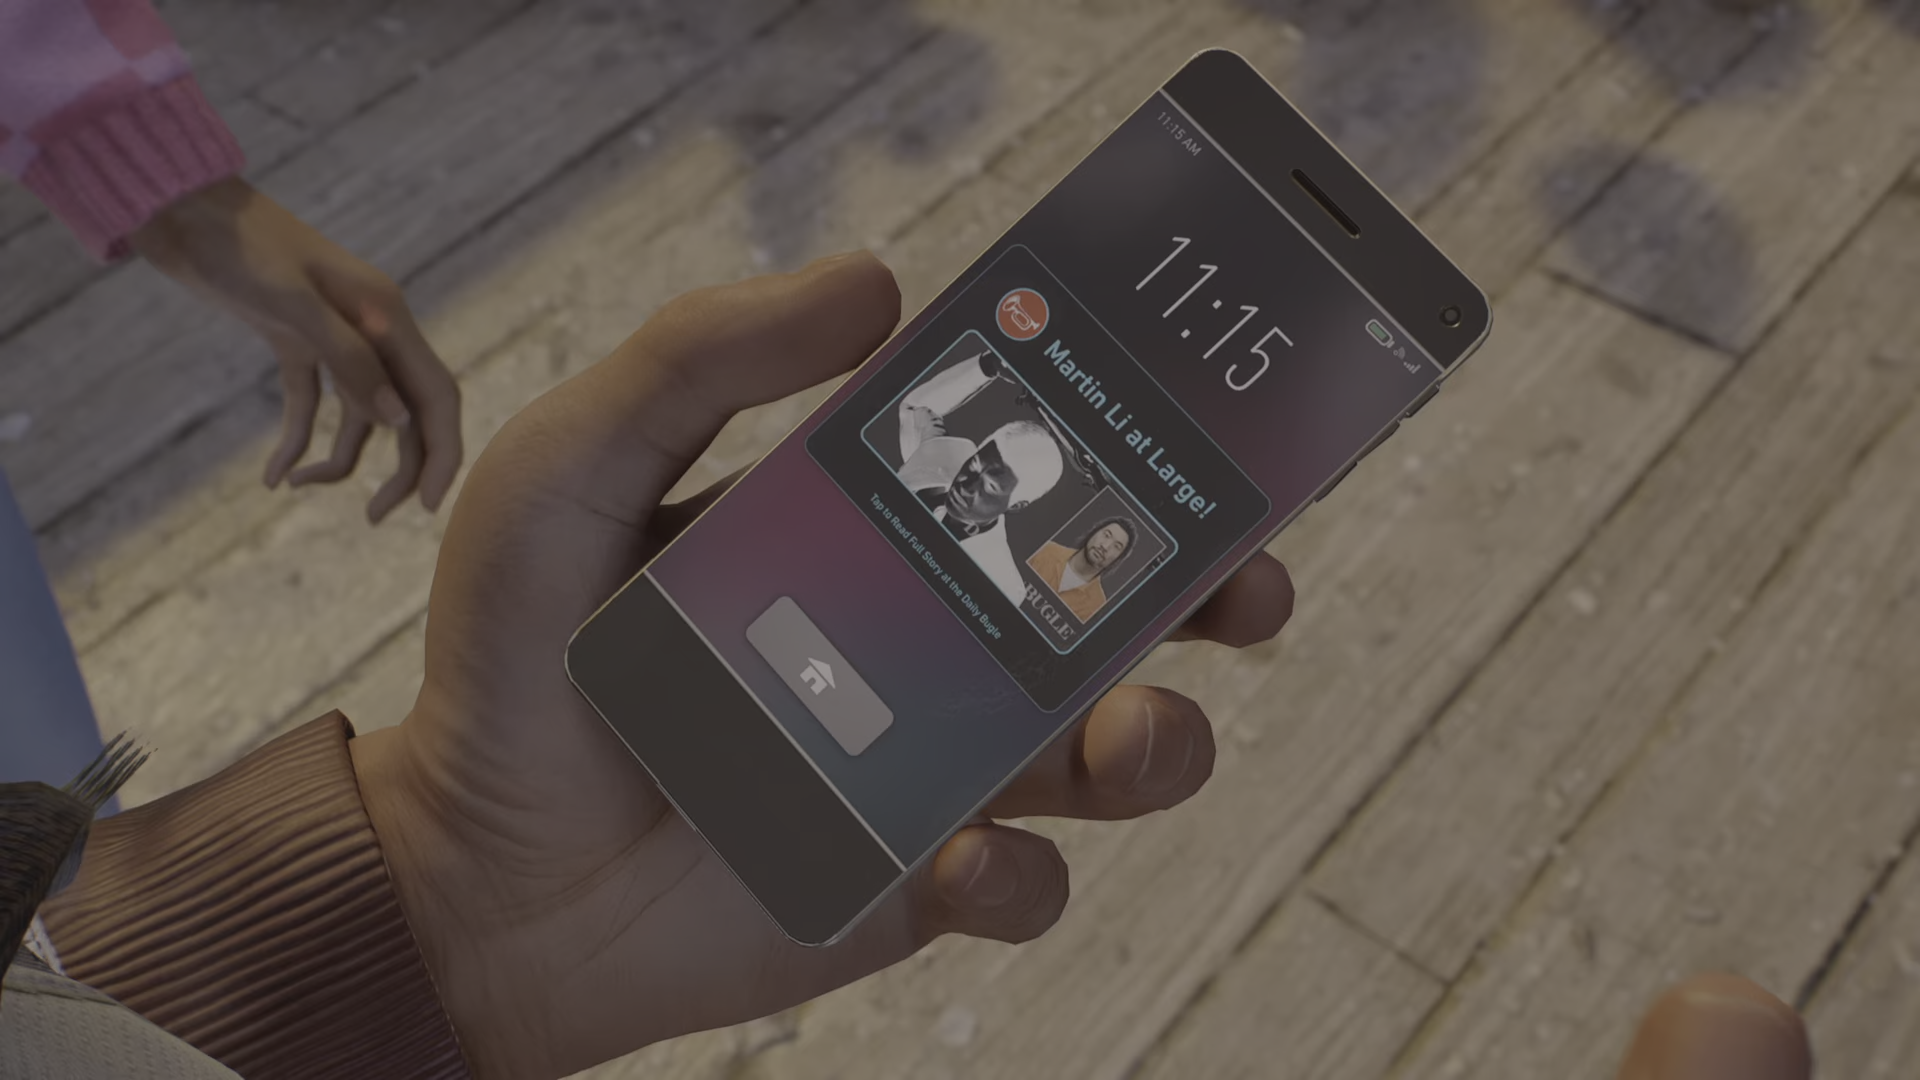 11:15 AM
11:15
Martin Li at Large!
BUGLE
Tap to Read Full Story at the Daily Bugle